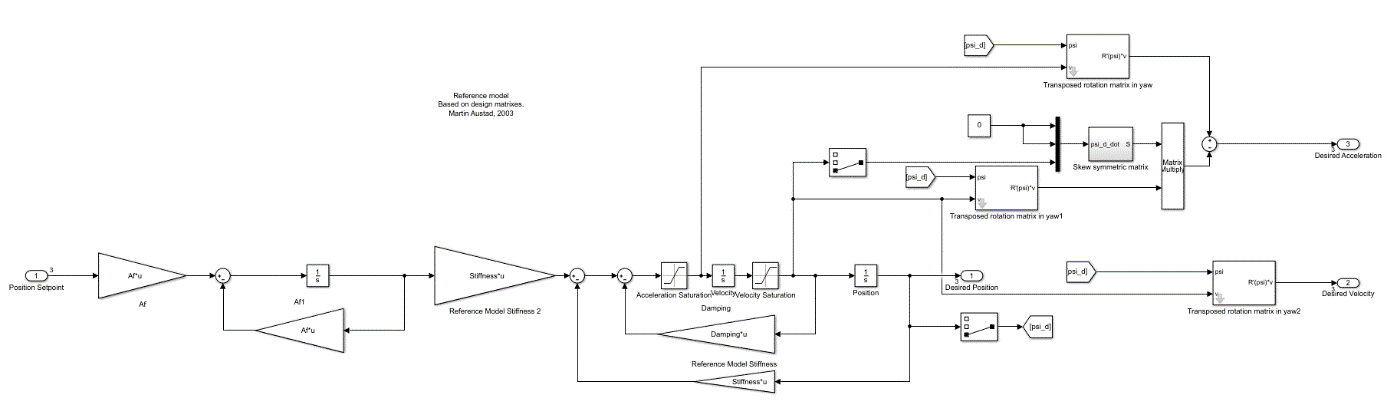 [psi_d]
psi
v
R'(psi)*v
Transposed rotation matrix in yaw
Reference model
Based on design matrixes.
Martin Austad, 2003
0
psi_d_dot
S
Skew symmetric matrix
Matrix
Multiply
+
-
3
3
Desired Acceleration
[psi_d]
psi
v
R'(psi)*v
Transposed rotation matrix in yaw1
1
3
Position Setpoint
Af*u
Af
+
-
1
s
Af1
Af*u
Stiffness*u
Reference Model Stiffness 2
+
-
+
-
Acceleration Saturation
1
s
Velocity
Velocity Saturation
1
s
Position
1
3
Desired Position
[psi_d]
psi
v
R'(psi)*v
Transposed rotation matrix in yaw2
2
3
Desired Velocity
Damping
Damping*u
[psi_d]
Reference Model Stiffness
Stiffness*u